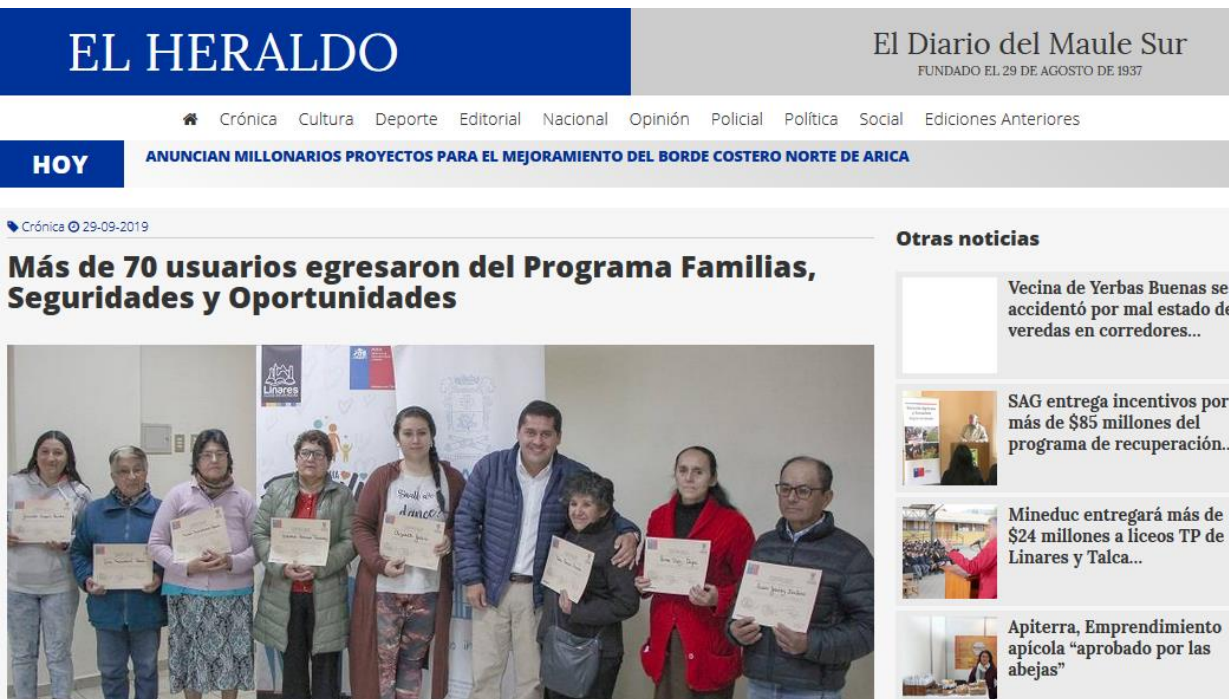 EL HERALDO
El Diario del Maule Sur
FUNDADO EL 29 DE AGOSTO DE 1937
Crónica Cultura Deporte Editorial Nacional Opinión Policial Política Social Ediciones Anteriores
HOY
ANUNCIAN MILLONARIOS PROYECTOS PARA EL MEJORAMIENTO DEL BORDE COSTERO NORTE DE ARICA
Crónica 29-09-2019
Más de 70 usuarios egresaron del Programa Familias,
Seguridades y Oportunidades
Linares
Small
dance
Otras noticias
Vecina de Yerbas Buenas se
accidentó por mal estado de
veredas en corredores...
SAG entrega incentivos por
más de $85 millones del
programa de recuperación..
Mineduc entregará más de
$24 millones a liceos TP de
Linares y Talca...
Apiterra, Emprendimiento
apícola “aprobado por las
abejas”